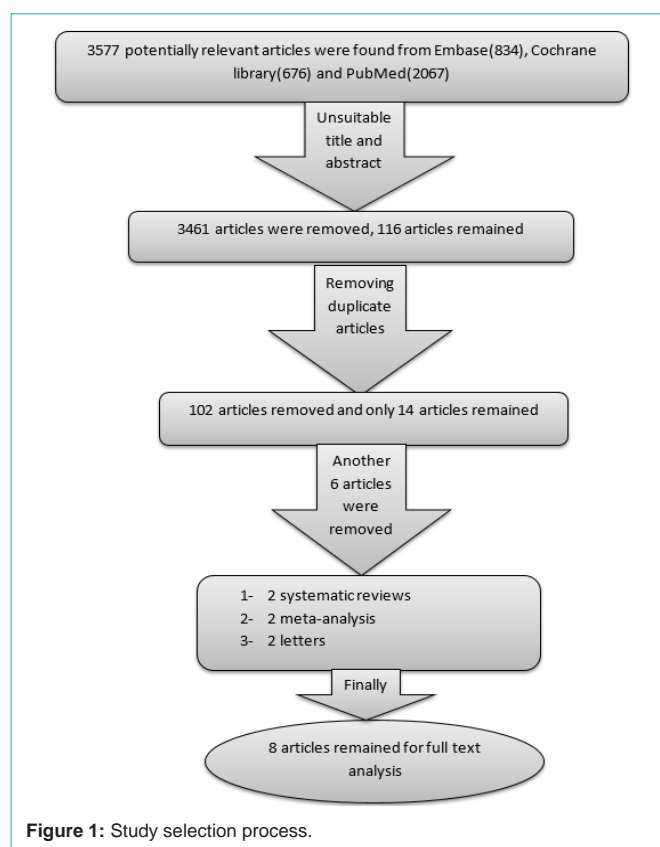 3577 potentially relevant articles were found from Embase(834), Cochrane
library(676) and PubMed(2067)
Unsuitable
title and
abstract
3461 articles were removed, 116 articles remained
Removing
duplicate
articles
102 articles removed and only 14 articles remained
Another
6 articles
were
removed
1- 2 systematic reviews
2- 2 meta-analysis
3- 2 letters
Finally
8 articles remained for full text
analysis
Figure 1: Study selection process.